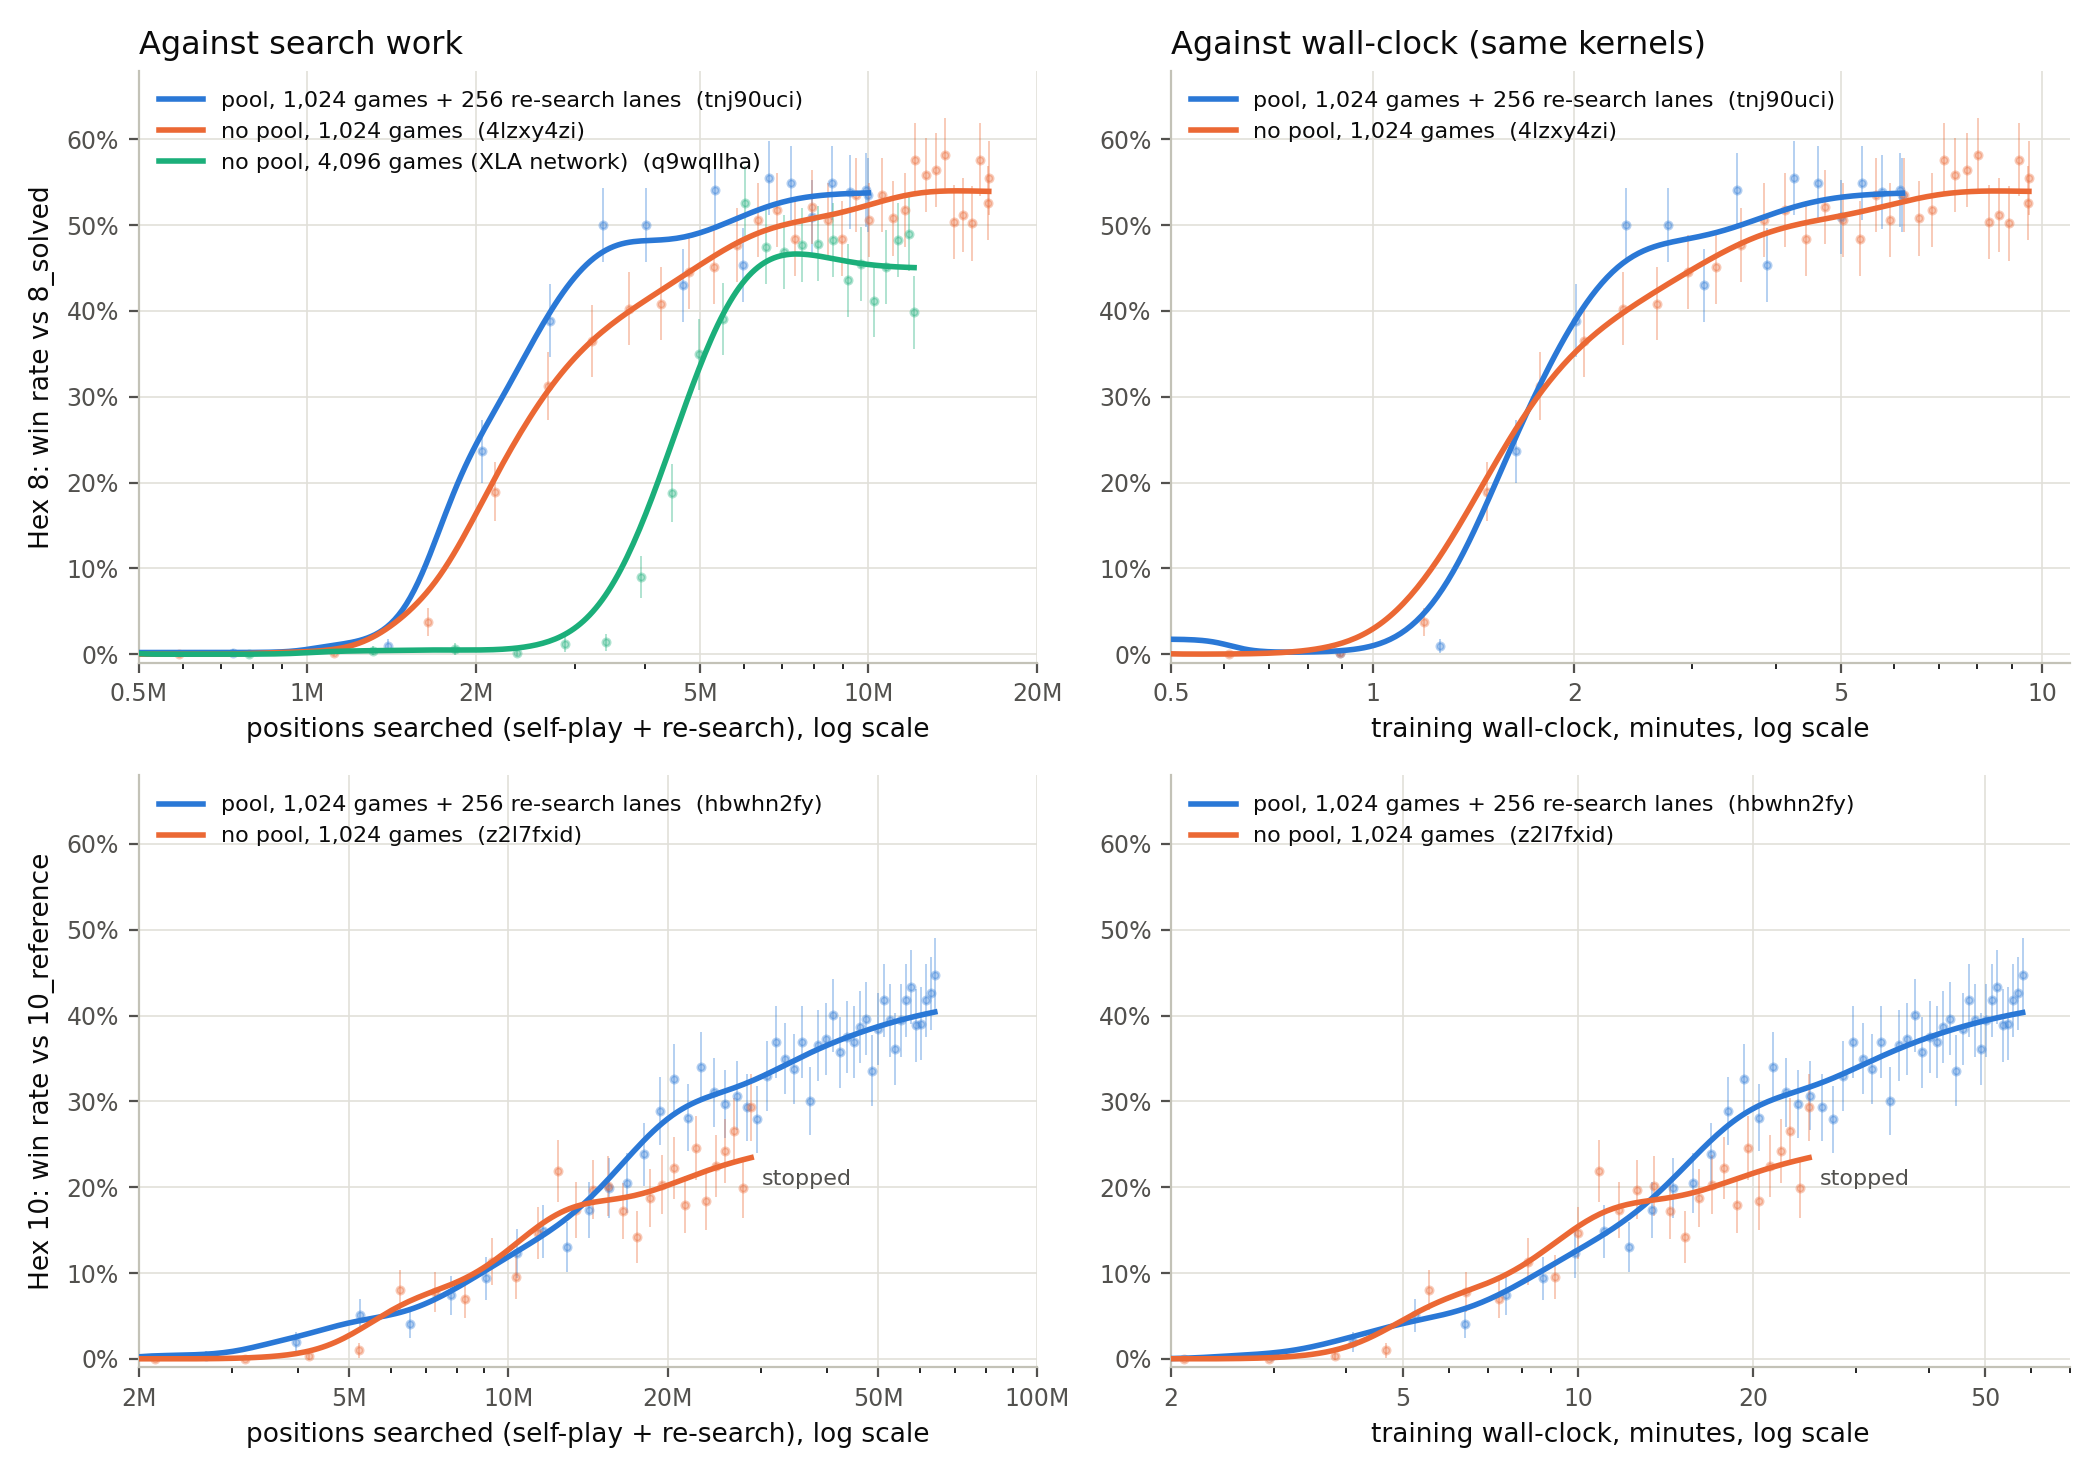 Against search work
pool, 1,024 games + 256 re-search lanes (tnj90uci)
no pool, 1,024 games (4lzxy4zi)
no pool, 4,096 games (XLA network) (q9wqllha)
Hex 8: win rate vs 8_solved
60%
50%
40%
30%
20%
10%
0%
0.5M 1M 2M 5M 10M 20M
positions searched (self-play + re-search), log scale
Against wall-clock (same kernels)
pool, 1,024 games + 256 re-search lanes (tnj90uci)
no pool, 1,024 games (4lzxy4zi)
60%
50%
40%
30%
20%
10%
0%
0.5 1 2 5 10
training wall-clock, minutes, log scale
pool, 1,024 games + 256 re-search lanes (hbwhn2fy)
no pool, 1,024 games (z2l7fxid)
Hex 10: win rate vs 10_reference
60%
50%
40%
30%
20%
10%
0%
stopped
2M 5M 10M 20M 50M 100M
positions searched (self-play + re-search), log scale
pool, 1,024 games + 256 re-search lanes (hbwhn2fy)
no pool, 1,024 games (z2l7fxid)
60%
50%
40%
30%
20%
10%
0%
stopped
2 5 10 20 50
training wall-clock, minutes, log scale